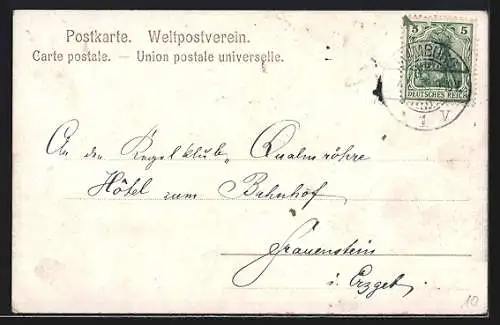 Postkarte. Weltpostverein.
Carte postale. — Union postale universelle.
5 5
DEUTSCHES REICH
1 V
An den Kegelklub „Qualmröhre
Hôtel zum Bahnhof
Frauenstein
i. Erzgeb.
10